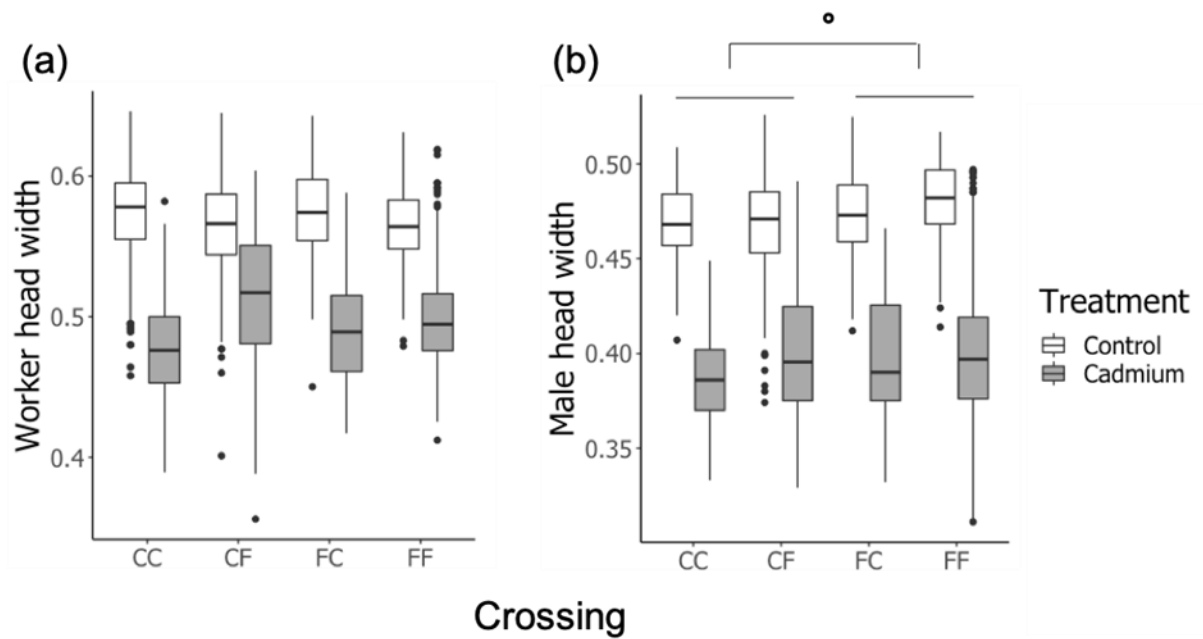 (a)
Worker head width
0.6
0.5
0.4
CC CF FC FF
(b)
Male head width
0.50
0.45
0.40
0.35
CC CF FC FF
Crossing
Treatment
Control
Cadmium